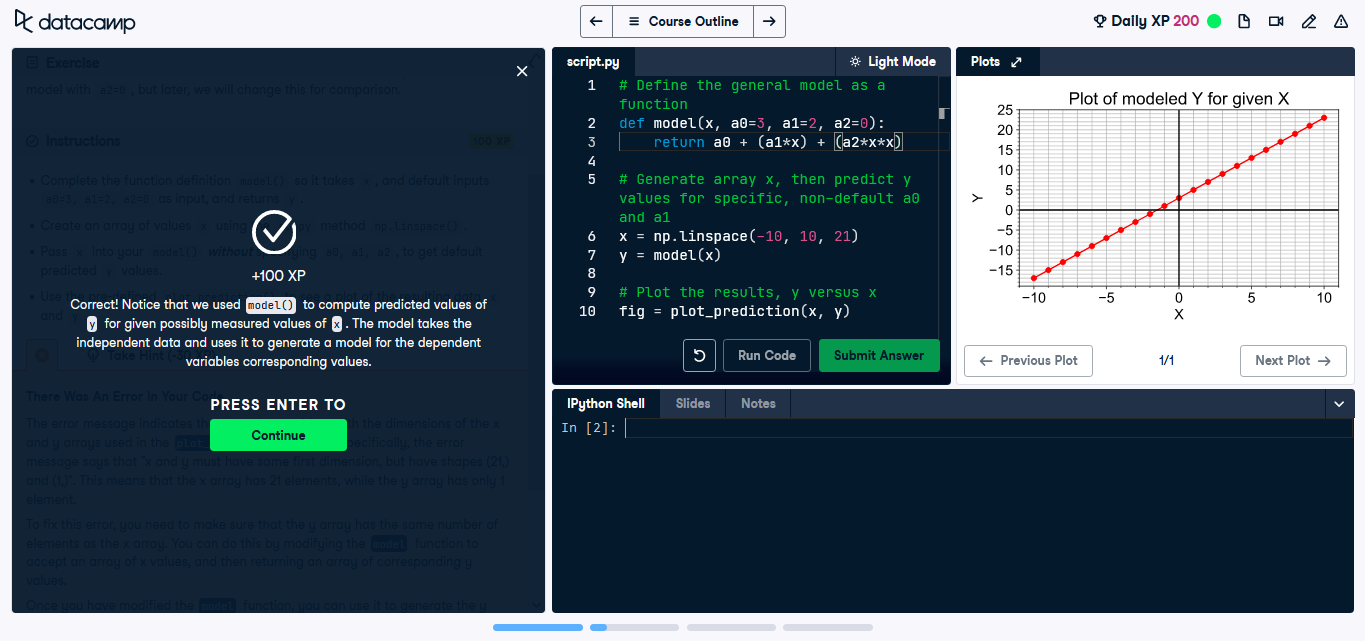 datacamp
Course Outline
Daily XP 200
Exercise
model with a2=0, but later, we will change this for comparison.
Instructions
100 XP
Complete the function definition model() so it takes x, and default inputs
a0=3, a1=2, a2=0 as input, and returns y.
Create an array of values x using
method np.linspace().
Pass x into your model() without
a0, a1, a2, to get default
predicted y values.
+100 XP
Correct! Notice that we used model() to compute predicted values of
y for given possibly measured values of x. The model takes the
independent data and uses it to generate a model for the dependent
variables corresponding values.
Take Hint (-30 XP)
There Was An Error in Your Code
PRESS ENTER TO
Continue
The error message indicates
the dimensions of the x
and y arrays used in the
specifically, the error
message says that "x and y must have same first dimension, but have shapes (21,)
and (1,)". This means that the x array has 21 elements, while the y array has only 1
element.
To fix this error, you need to make sure that the y array has the same number of
elements as the x array. You can do this by modifying the model function to
accept an array of x values, and then returning an array of corresponding y
values.
Once you have modified the model function, you can use it to generate the y
script.py
Light Mode
1 # Define the general model as a
function
2 def model(x, a0=3, a1=2, a2=0):
3 return a0 + (a1*x) + (a2*x*x)
4
5 # Generate array x, then predict y
values for specific, non-default a0
and a1
6 x = np.linspace(-10, 10, 21)
7 y = model(x)
8
9 # Plot the results, y versus x
10 fig = plot_prediction(x, y)
Run Code
Submit Answer
Plots
Plot of modeled Y for given X
25
20
15
10
5
0
−5
−10
−15
Y
−10 −5 0 5 10
X
Previous Plot
1/1
Next Plot
IPython Shell
Slides
Notes
In [2]: